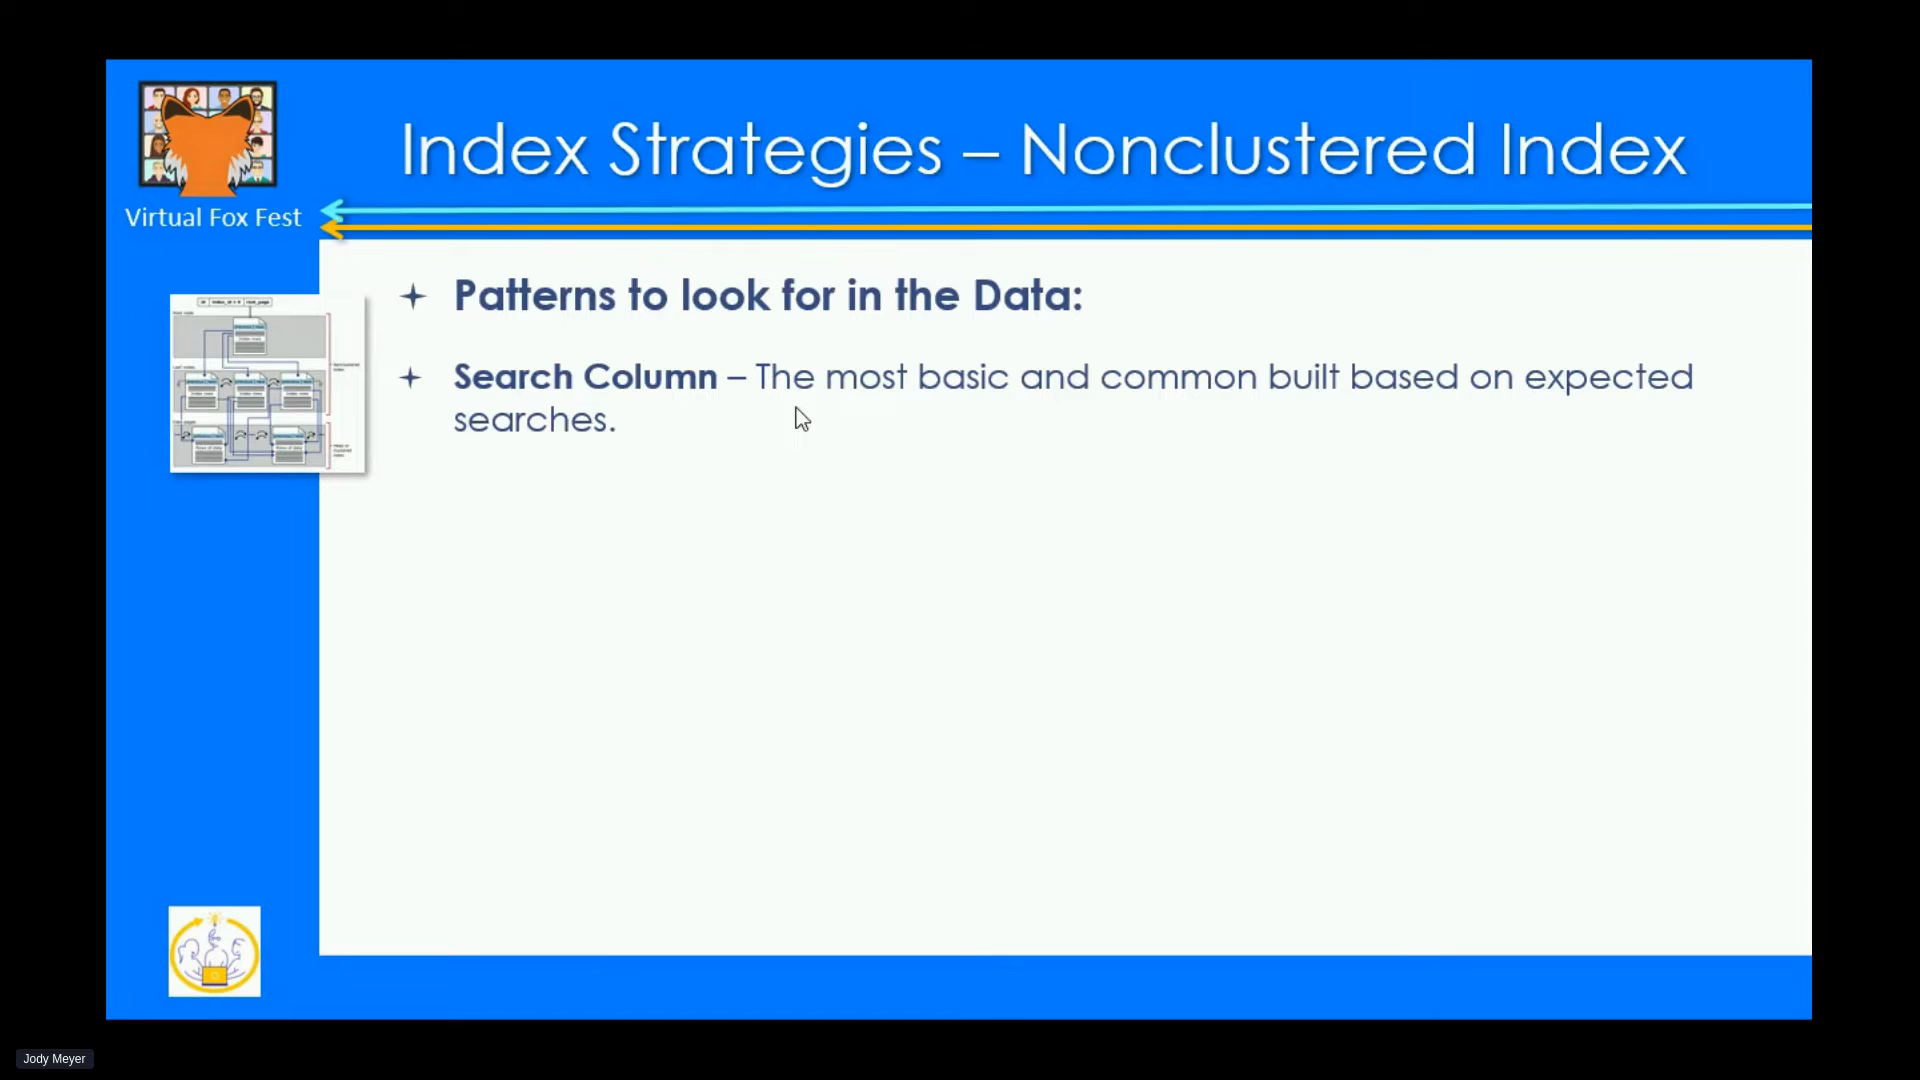 Index Strategies – Nonclustered Index
Virtual Fox Fest
Patterns to look for in the Data:
Search Column – The most basic and common built based on expected
searches.
Jody Meyer